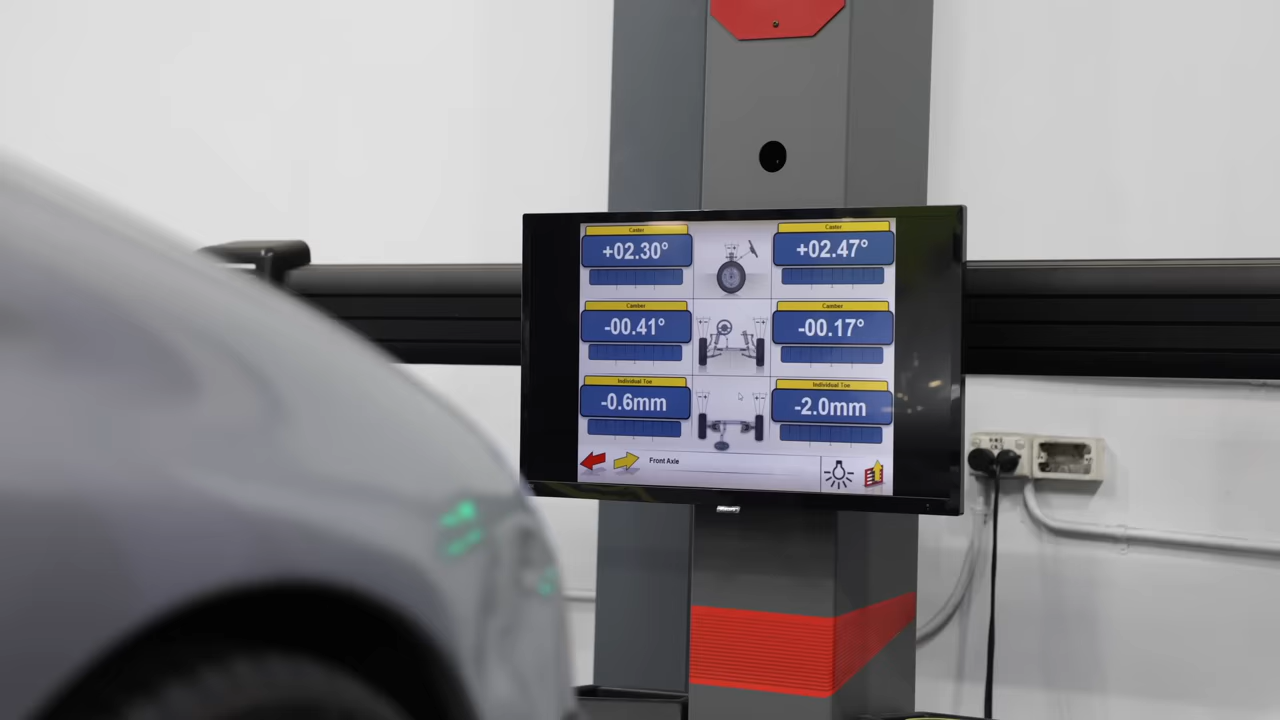 Caster
Caster
+02.30°
+02.47°
Camber
Camber
-00.41°
-00.17°
Individual Toe
Individual Toe
-0.6mm
-2.0mm
Front Axle